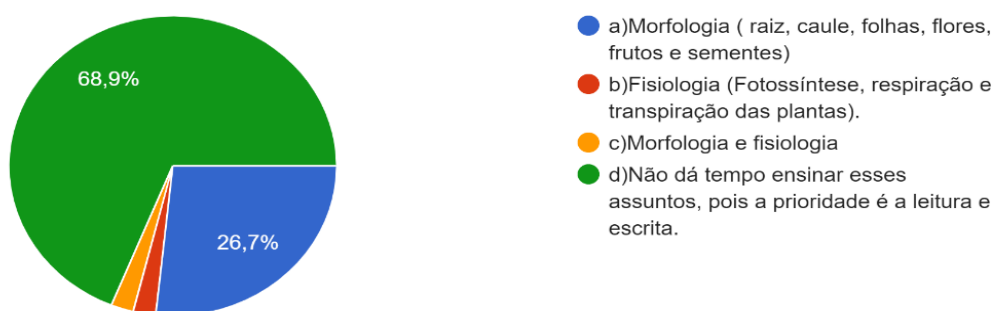 68,9%
26,7%
a)Morfologia ( raiz, caule, folhas, flores,
frutos e sementes)
b)Fisiologia (Fotossíntese, respiração e
transpiração das plantas).
c)Morfologia e fisiologia
d)Não dá tempo ensinar esses
assuntos, pois a prioridade é a leitura e
escrita.